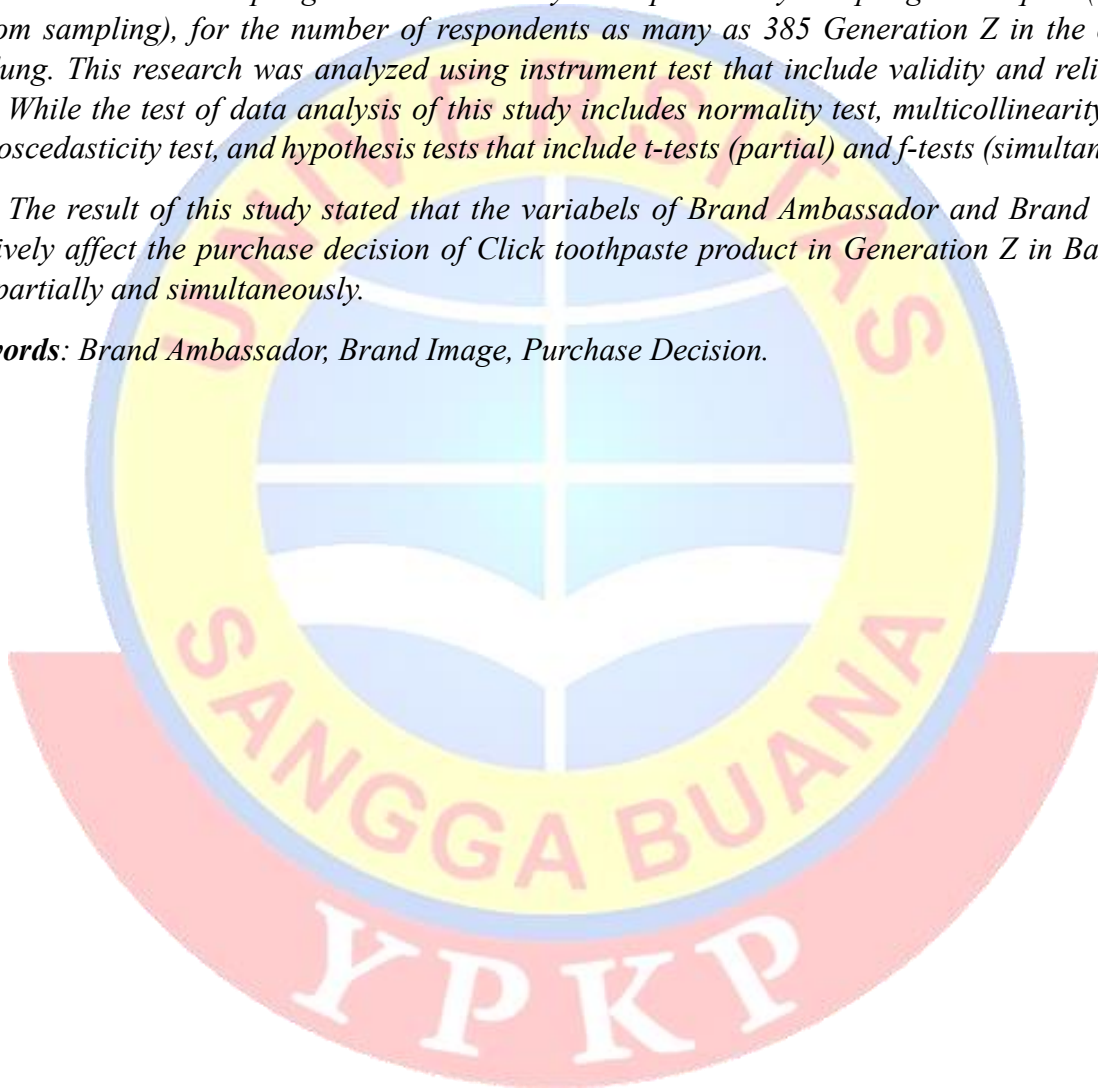 om sampling), for the number of respondents as many as 385 Generation Z in the
lung. This research was analyzed using instrument test that include validity and reli
While the test of data analysis of this study includes normality test, multicollinearity
oscedasticity test, and hypothesis tests that include t-tests (partial) and f-tests (simultan
The result of this study stated that the variabels of Brand Ambassador and Brand
ively affect the purchase decision of Click toothpaste product in Generation Z in Ba
partially and simultaneously.
ords: Brand Ambassador, Brand Image, Purchase Decision.
UNIVERSITAS
SANGGA BUANA
YPKP